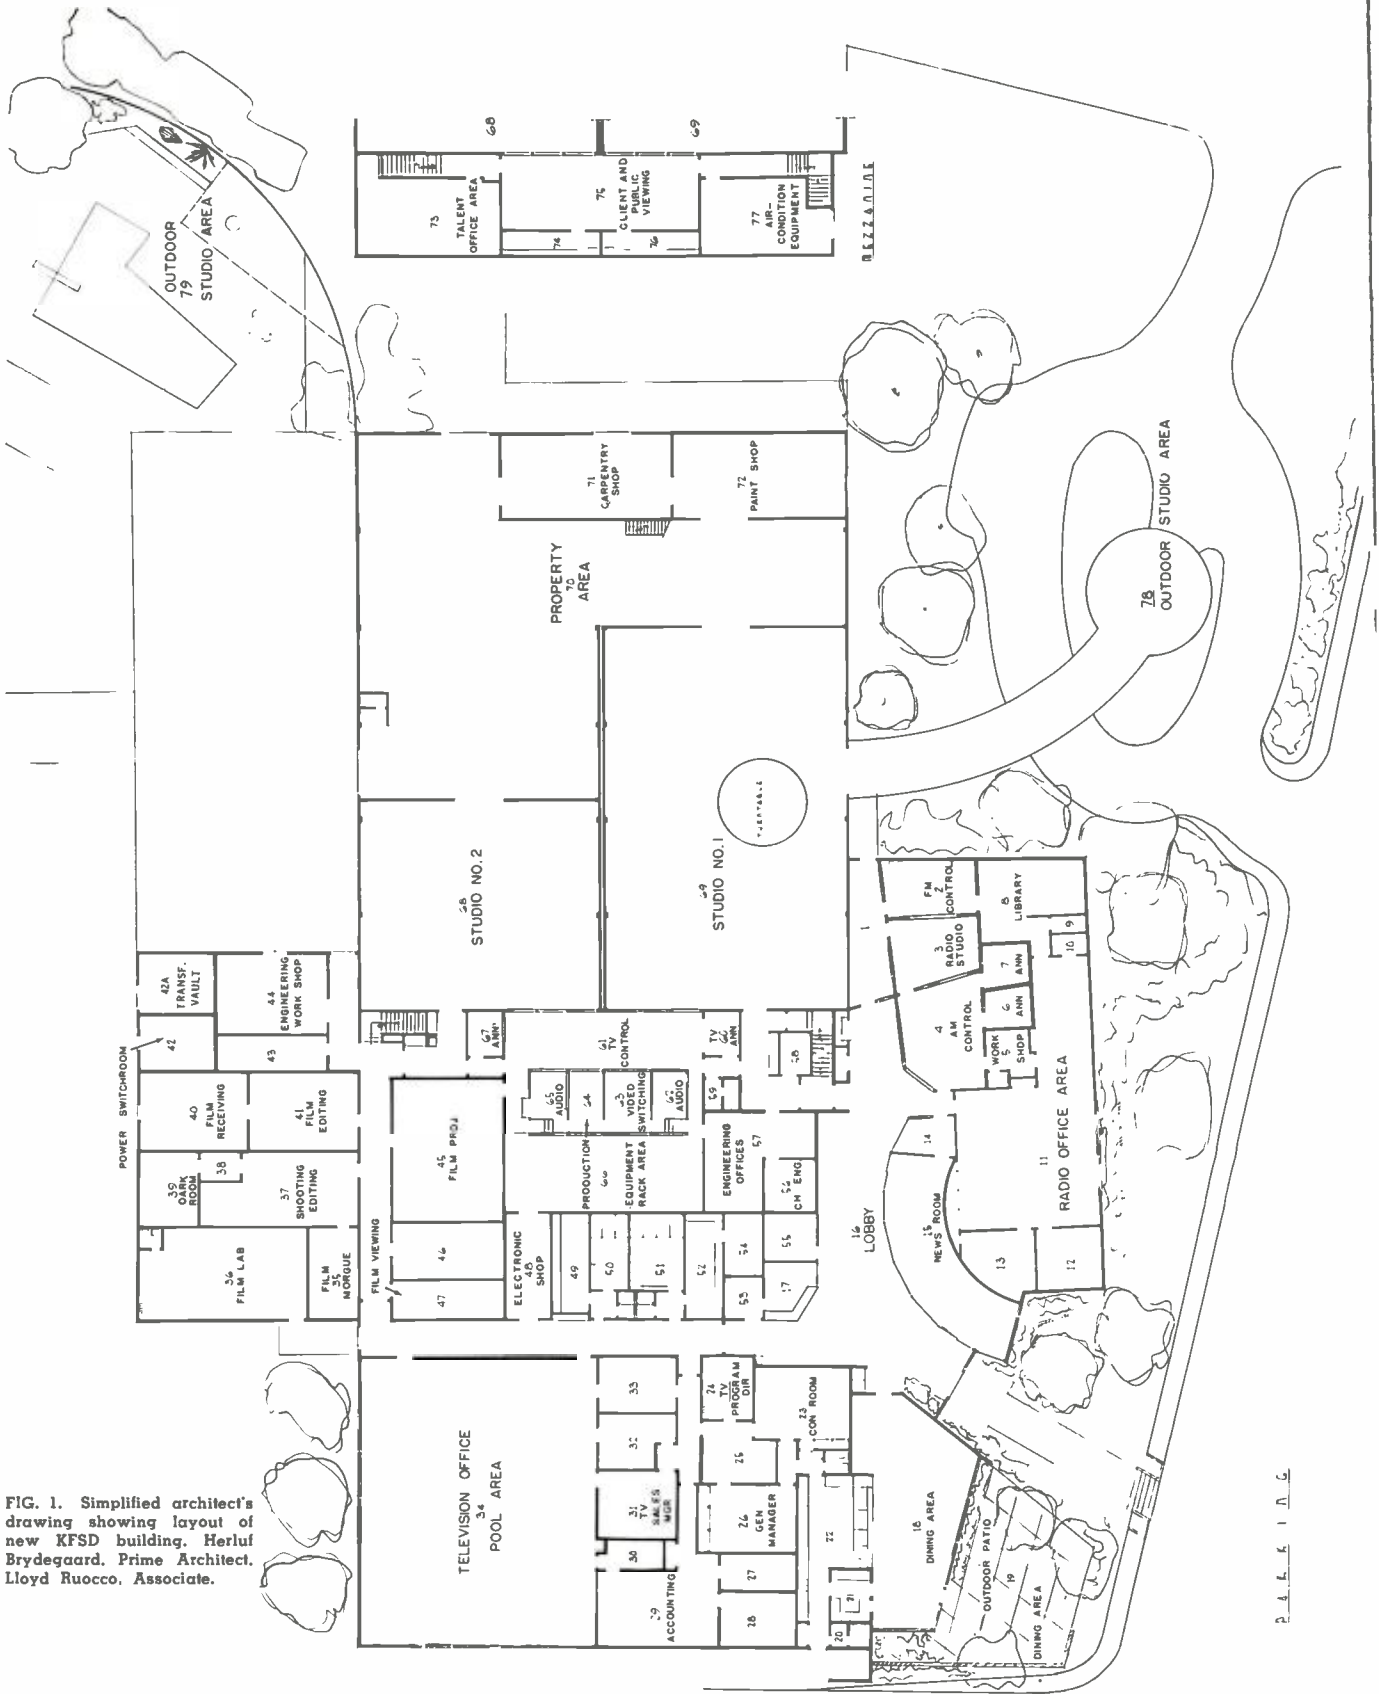 OUTDOOR
79
STUDIO AREA
68
69
73
TALENT
OFFICE AREA
74
75
CLIENT AND
PUBLIC
VIEWING
76
77
AIR-
CONDITION
EQUIPMENT
MEZZANINE
71
CARPENTRY
SHOP
72
PAINT SHOP
PROPERTY
70
AREA
78
OUTDOOR STUDIO AREA
68
STUDIO NO. 2
69
STUDIO NO. 1
TURNTABLE
POWER SWITCHROOM
42A
TRANSF.
VAULT
42
43
44
ENGINEERING
WORK SHOP
40
FILM
RECEIVING
41
FILM
EDITING
39
DARK
ROOM
38
37
SHOOTING
EDITING
36
FILM LAB
FILM
35
MORGUE
FILM VIEWING
45
FILM PROJ
46
47
67
ANN'
61
TV
CONTROL
TV
60
ANN
59
58
65
AUDIO
64
63
VIDEO
SWITCHING
62
AUDIO
PRODUCTION
66
EQUIPMENT
RACK AREA
ENGINEERING
OFFICES
57
56
CH ENG
ELECTRONIC
48
SHOP
49
50
51
52
53
54
55
17
1
FM
2
CONTROL
3
RADIO
STUDIO
4
AM
CONTROL
WORK
5
SHOP
6
ANN
7
ANN
8
LIBRARY
9
10
11
RADIO OFFICE AREA
12
13
14
15
NEWS ROOM
16
LOBBY
TELEVISION OFFICE
34
POOL AREA
33
32
31
TV
SALES
MGR
30
29
ACCOUNTING
24
TV
PROGRAM
DIR
23
CON ROOM
25
26
GEN
MANAGER
27
28
22
21
20
18
DINING AREA
OUTDOOR PATIO
19
DINING AREA
PARKING
FIG. 1. Simplified architect's
drawing showing layout of
new KFSD building. Herluf
Brydegaard, Prime Architect,
Lloyd Ruocco, Associate.